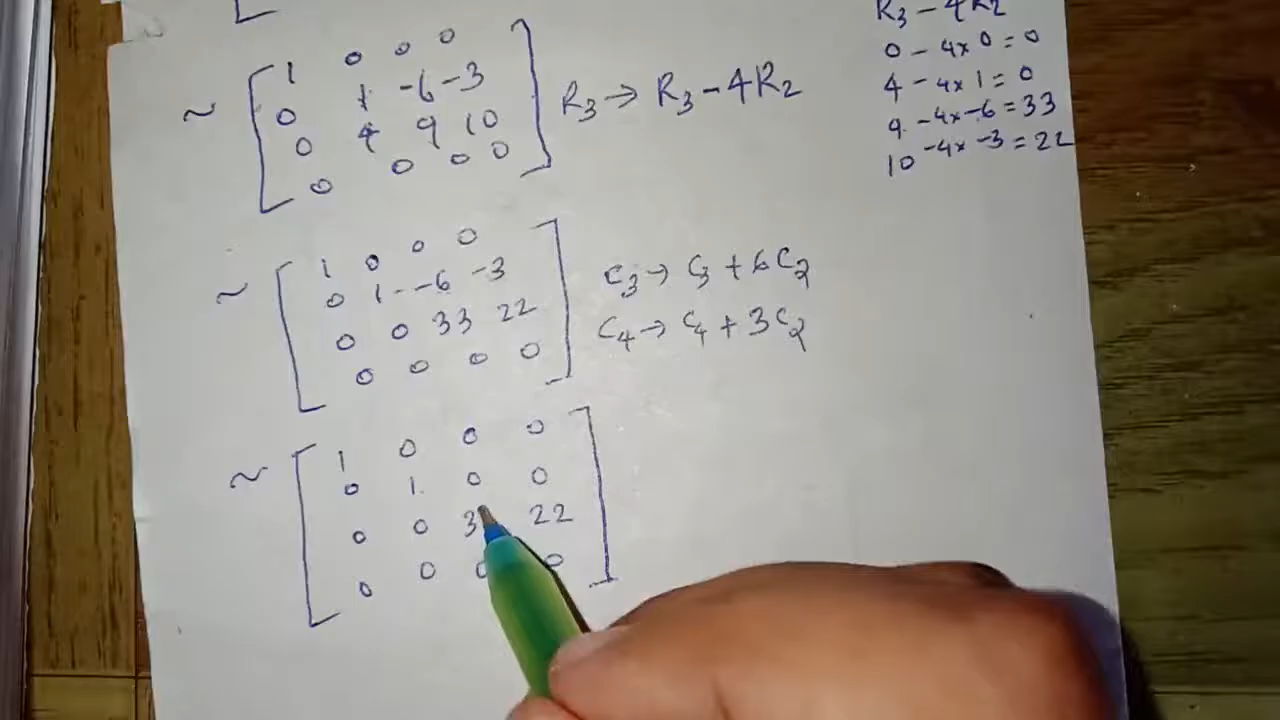 ~ [ 1 0 0 0
0 1 -6 -3
0 4 9 10
0 0 0 0 ] R3 → R3 - 4R2
R3 - 4R2
0 - 4x0 = 0
4 - 4x1 = 0
9 - 4x-6 = 33
10 - 4x-3 = 22
~ [ 1 0 0 0
0 1 -6 -3
0 0 33 22
0 0 0 0 ]
C3 → C3 + 6C2
C4 → C4 + 3C2
~ [ 1 0 0 0
0 1 0 0
0 0 3 22
0 0 0 0 ]